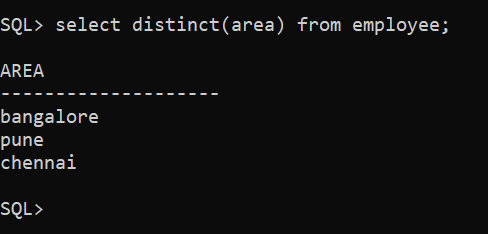 SQL> select distinct(area) from employee;
AREA
--------------------
bangalore
pune
chennai
SQL>